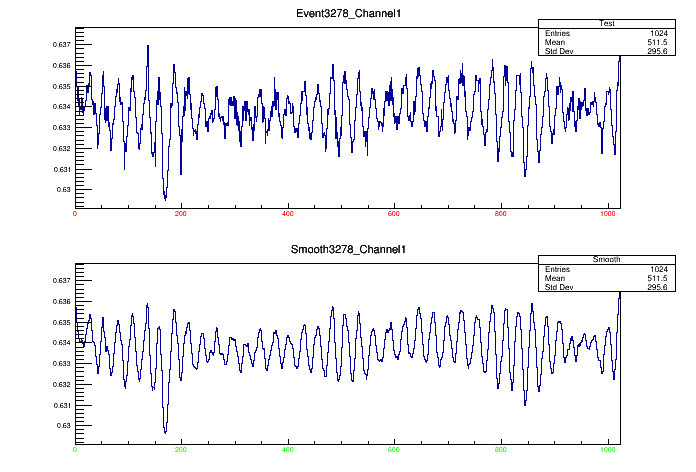 Event3278_Channel1
Test
Entries 1024
Mean 511.5
Std Dev 295.6
0.637
0.636
0.635
0.634
0.633
0.632
0.631
0.63
0 200 400 600 800 1000
Smooth3278_Channel1
Smooth
Entries 1024
Mean 511.5
Std Dev 295.6
0.637
0.636
0.635
0.634
0.633
0.632
0.631
0.63
0 200 400 600 800 1000